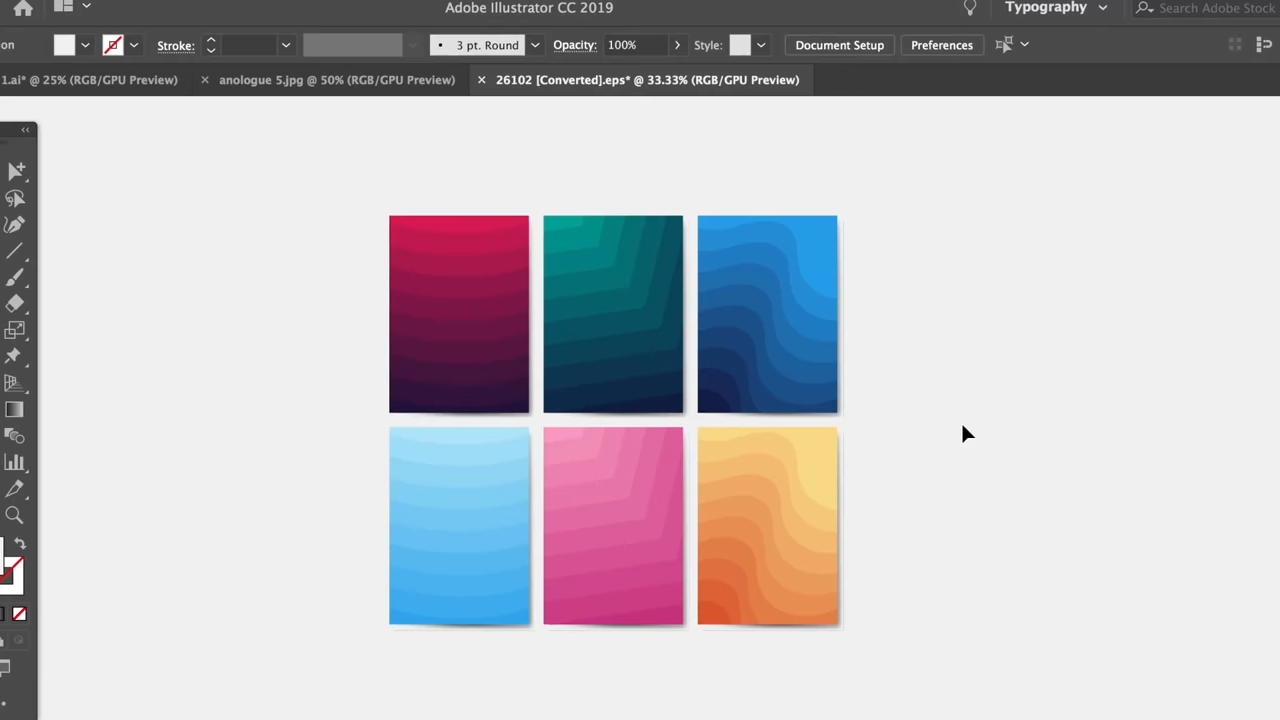 Adobe Illustrator CC 2019
Typography
Search Adobe Stock
on
Stroke:
3 pt. Round
Opacity: 100%
Style:
Document Setup
Preferences
1.ai* @ 25% (RGB/GPU Preview)
× anologue 5.jpg @ 50% (RGB/GPU Preview)
× 26102 [Converted].eps* @ 33.33% (RGB/GPU Preview)